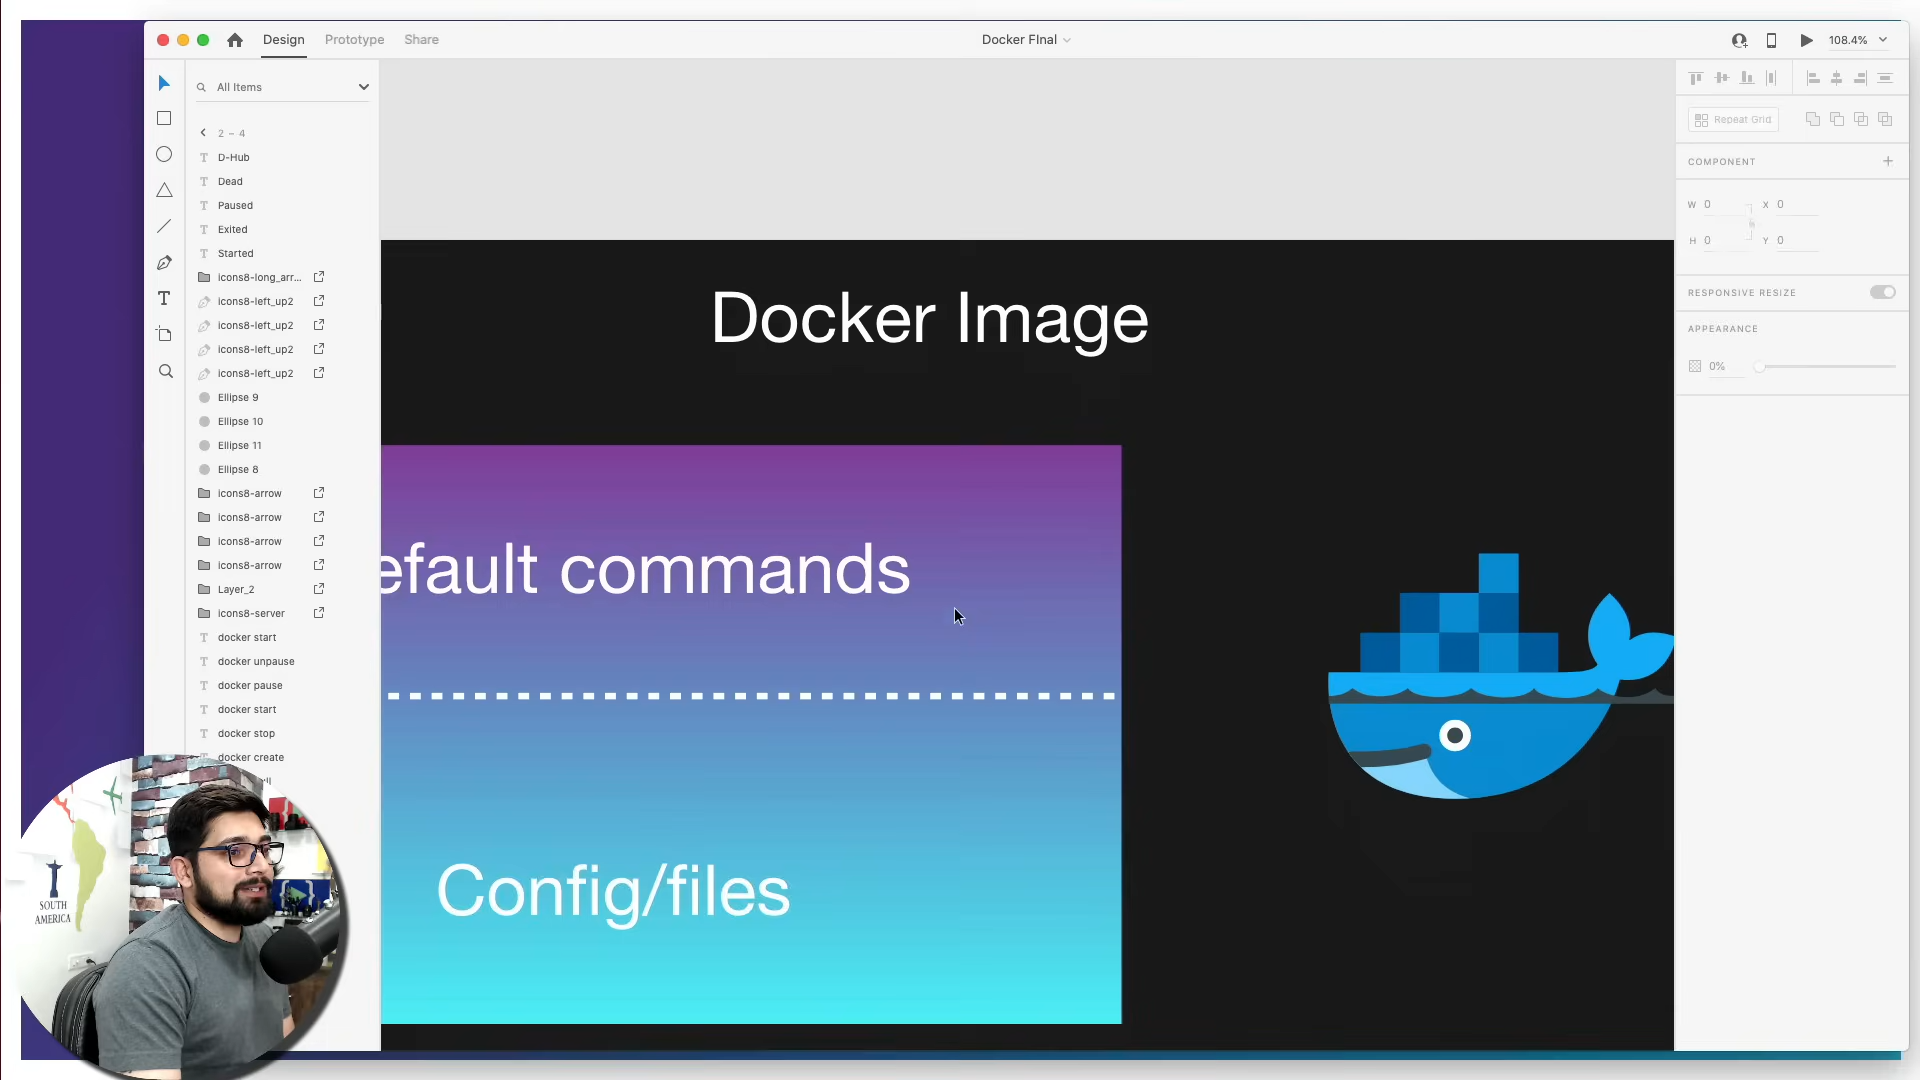 Design Prototype Share
Docker FInal
108.4%
All Items
2 – 4
D-Hub
Dead
Paused
Exited
Started
icons8-long_arr...
icons8-left_up2
icons8-left_up2
icons8-left_up2
icons8-left_up2
Ellipse 9
Ellipse 10
Ellipse 11
Ellipse 8
icons8-arrow
icons8-arrow
icons8-arrow
icons8-arrow
Layer_2
icons8-server
docker start
docker unpause
docker pause
docker start
docker stop
docker create
Docker Image
efault commands
Config/files
Repeat Grid
COMPONENT
W 0 X 0
H 0 Y 0
RESPONSIVE RESIZE
APPEARANCE
0%
SOUTH
AMERICA